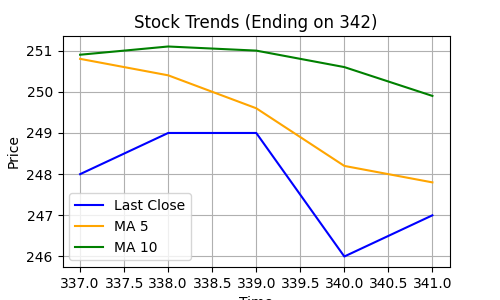 Stock Trends (Ending on 342)
251
250
249
248
247
246
Price
Last Close
MA 5
MA 10
337.0 337.5 338.0 338.5 339.0 339.5 340.0 340.5 341.0
Time